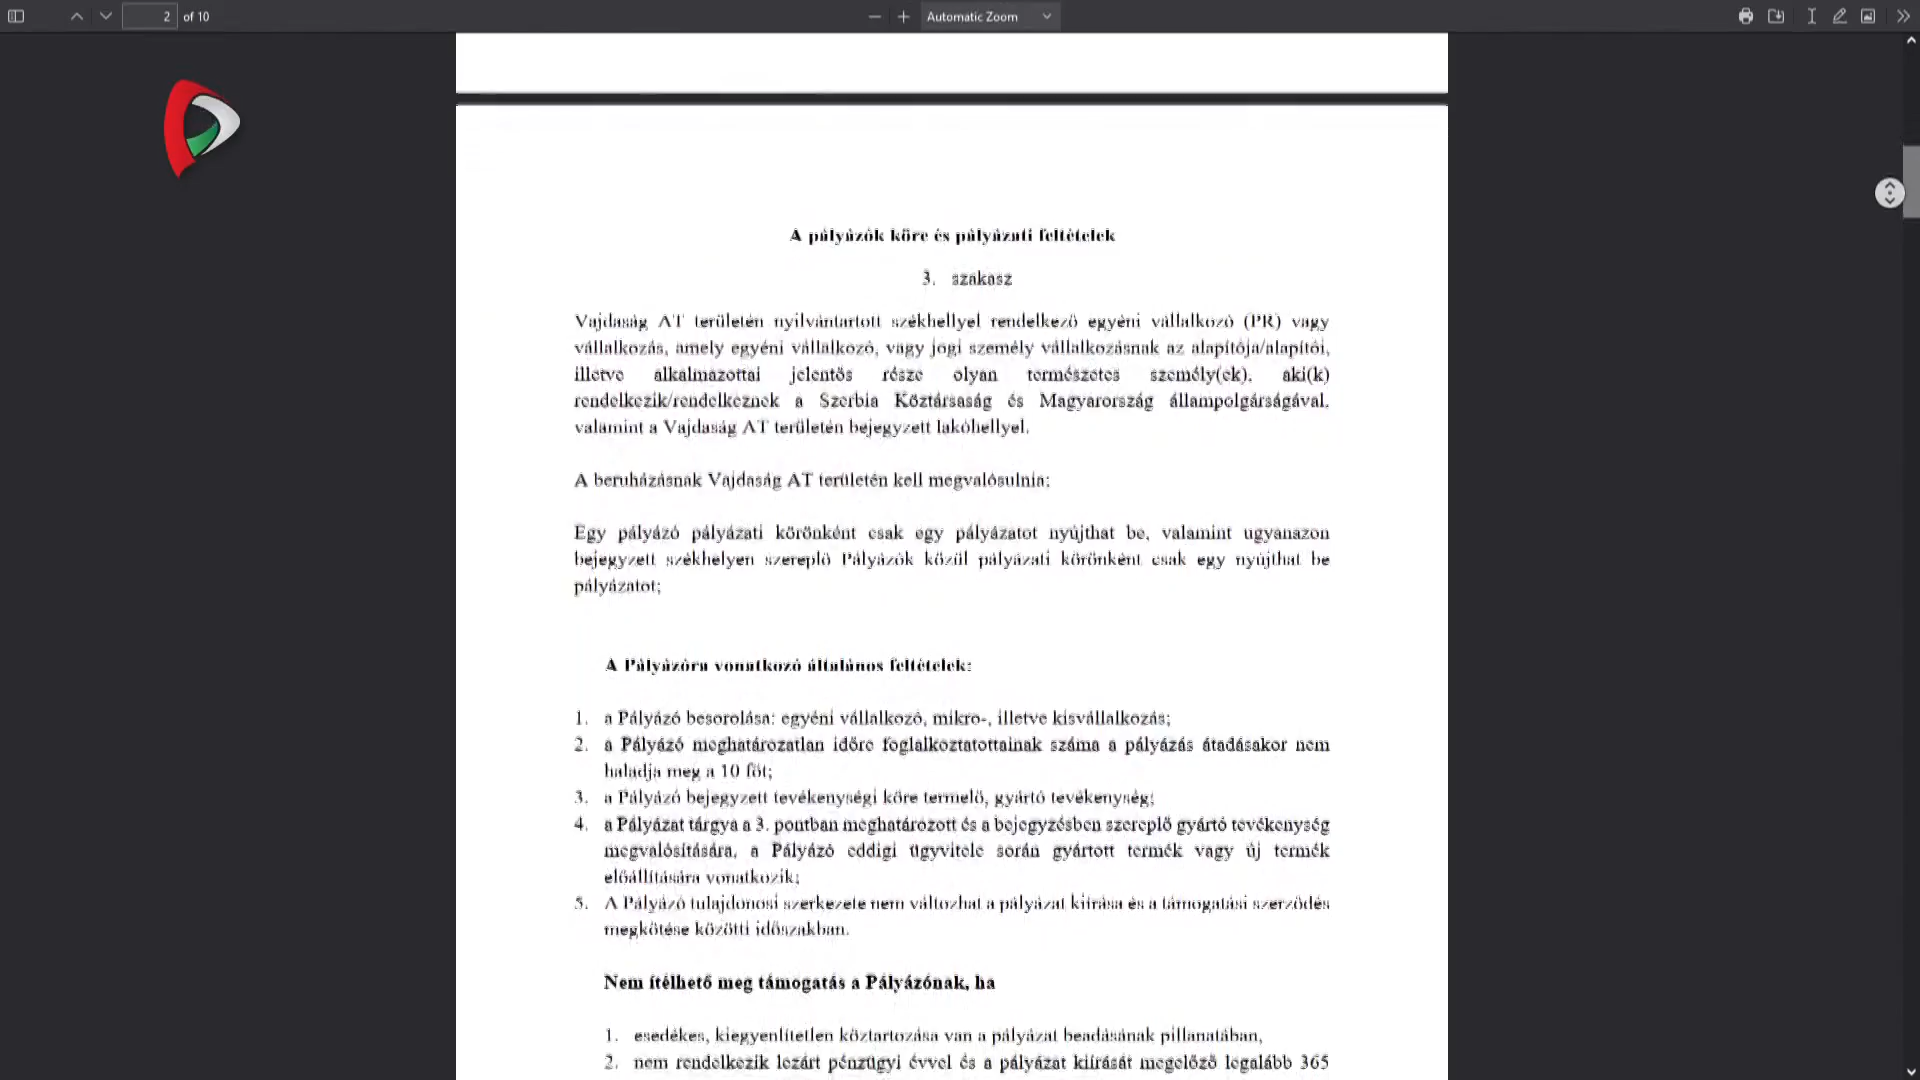 2 of 10 Automatic Zoom
A pályázók köre és pályázati feltételek
3. szakasz
Vajdaság AT területén nyilvántartott székhellyel rendelkező egyéni vállalkozó (PR) vagy
vállalkozás, amely egyéni vállalkozó, vagy jogi személy vállalkozásnak az alapítója/alapítói,
illetve alkalmazottai jelentős része olyan természetes személy(ek), aki(k)
rendelkezik/rendelkeznek a Szerbia Köztársaság és Magyarország állampolgárságával,
valamint a Vajdaság AT területén bejegyzett lakóhellyel.
A beruházásnak Vajdaság AT területén kell megvalósulnia;
Egy pályázó pályázati körönként csak egy pályázatot nyújthat be, valamint ugyanazon
bejegyzett székhelyen szereplő Pályázók közül pályázati körönként csak egy nyújthat be
pályázatot;
A Pályázóra vonatkozó általános feltételek:
1. a Pályázó besorolása: egyéni vállalkozó, mikro-, illetve kisvállalkozás;
2. a Pályázó meghatározatlan időre foglalkoztatottainak száma a pályázás átadásakor nem
haladja meg a 10 főt;
3. a Pályázó bejegyzett tevékenységi köre termelő, gyártó tevékenység;
4. a Pályázat tárgya a 3. pontban meghatározott és a bejegyzésben szereplő gyártó tevékenység
megvalósítására, a Pályázó eddigi ügyvitele során gyártott termék vagy új termék
előállítására vonatkozik;
5. A Pályázó tulajdonosi szerkezete nem változhat a pályázat kiírása és a támogatási szerződés
megkötése közötti időszakban.
Nem ítélhető meg támogatás a Pályázónak, ha
1. esedékes, kiegyenlítetlen köztartozása van a pályázat beadásának pillanatában,
2. nem rendelkezik lezárt pénzügyi évvel és a pályázat kiírását megelőző legalább 365